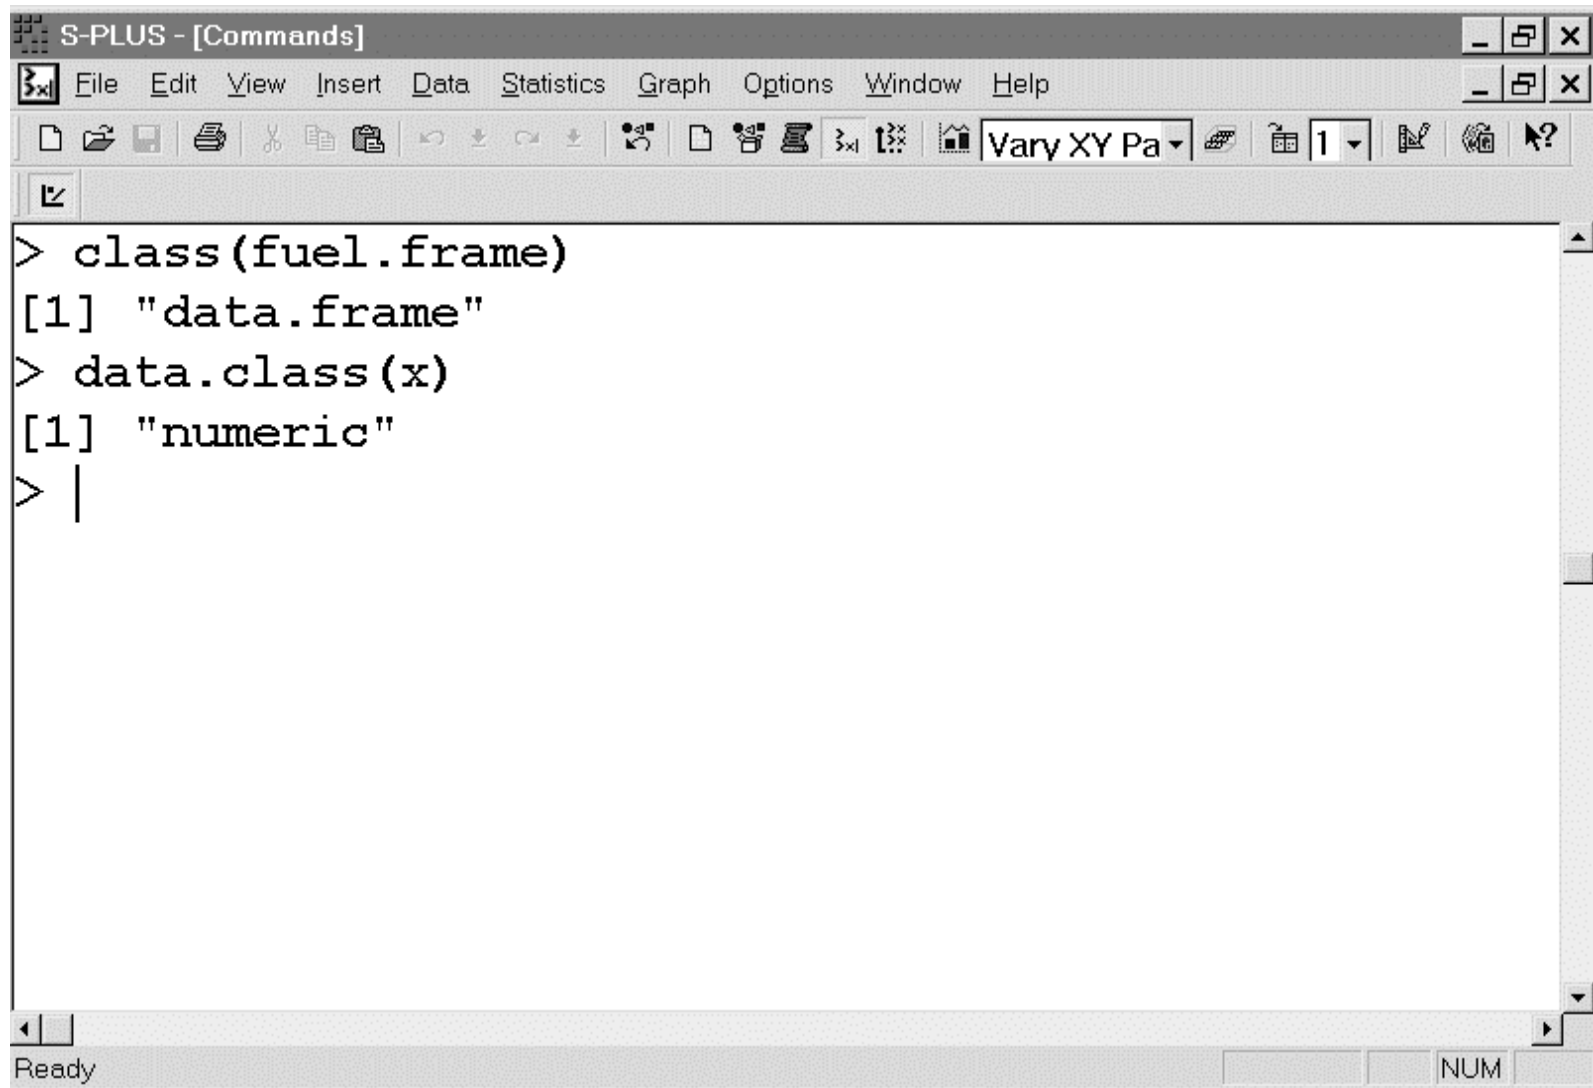 S-PLUS - [Commands]
File Edit View Insert Data Statistics Graph Options Window Help
Vary XY Pa 1
> class(fuel.frame)
[1] "data.frame"
> data.class(x)
[1] "numeric"
>
Ready NUM